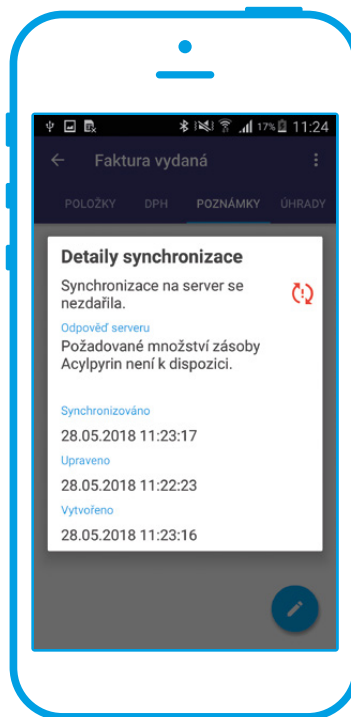 17% 11:24
Faktura vydaná
POLOŽKY DPH POZNÁMKY ÚHRADY
Detaily synchronizace
Synchronizace na server se
nezdařila.
Odpověď serveru
Požadované množství zásoby
Acylpyrin není k dispozici.
Synchronizováno
28.05.2018 11:23:17
Upraveno
28.05.2018 11:22:23
Vytvořeno
28.05.2018 11:23:16